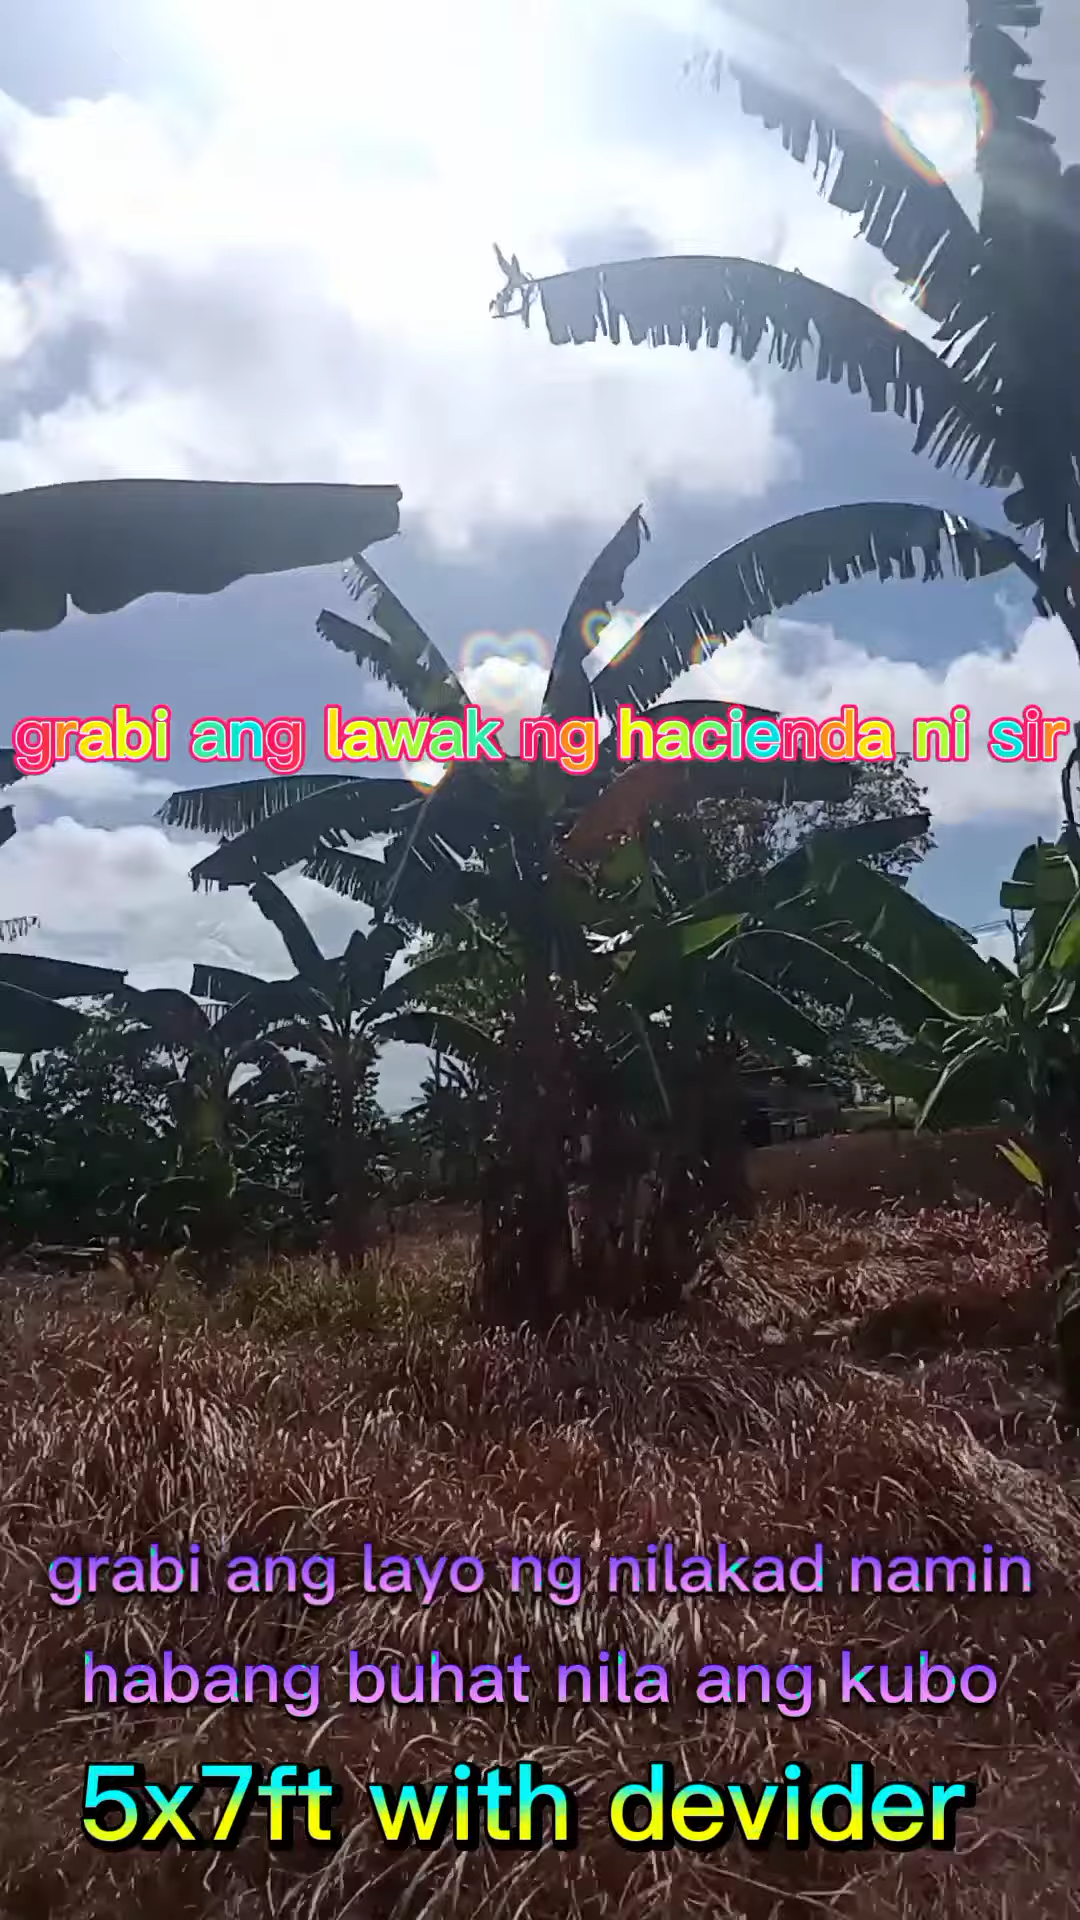 grabi ang lawak ng hacienda ni sir
grabi ang layo ng nilakad namin
habang buhat nila ang kubo
5x7ft with devider